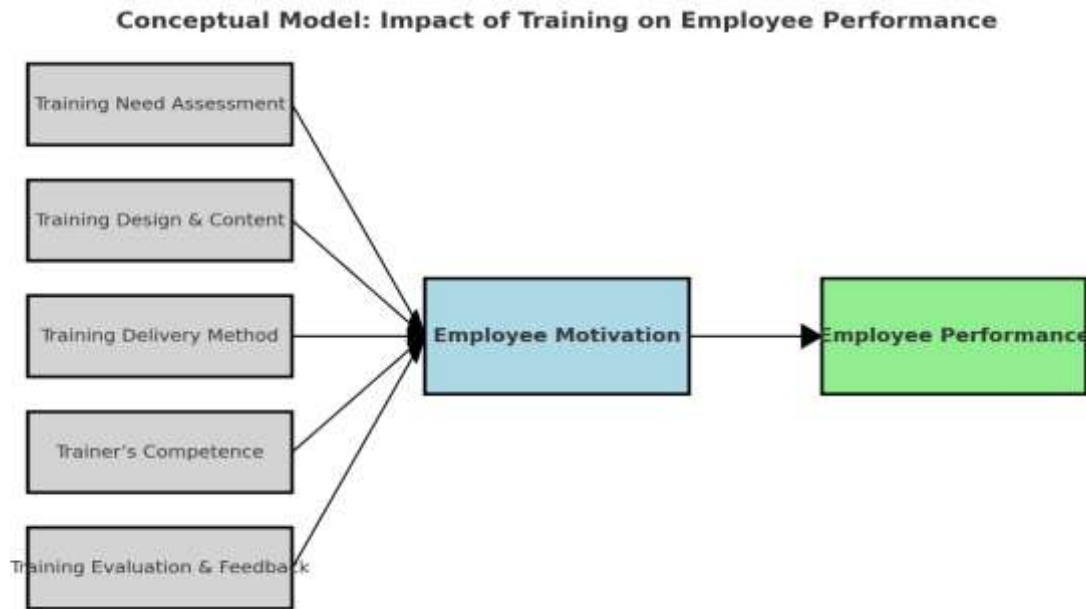 Conceptual Model: Impact of Training on Employee Performance
Training Need Assessment
Training Design & Content
Training Delivery Method
Trainer's Competence
Training Evaluation & Feedback
Employee Motivation
Employee Performance